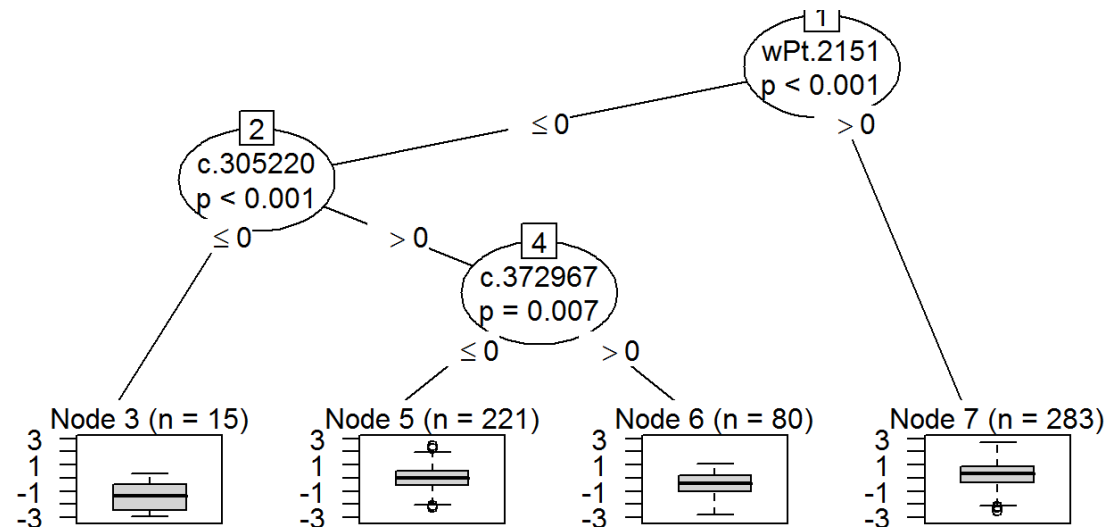 1
wPt.2151
p < 0.001
≤ 0
> 0
2
c.305220
p < 0.001
≤ 0
> 0
4
c.372967
p = 0.007
≤ 0
> 0
Node 3 (n = 15)
Node 5 (n = 221)
Node 6 (n = 80)
Node 7 (n = 283)
3
1
-1
-3
3
1
-1
-3
3
1
-1
-3
3
1
-1
-3